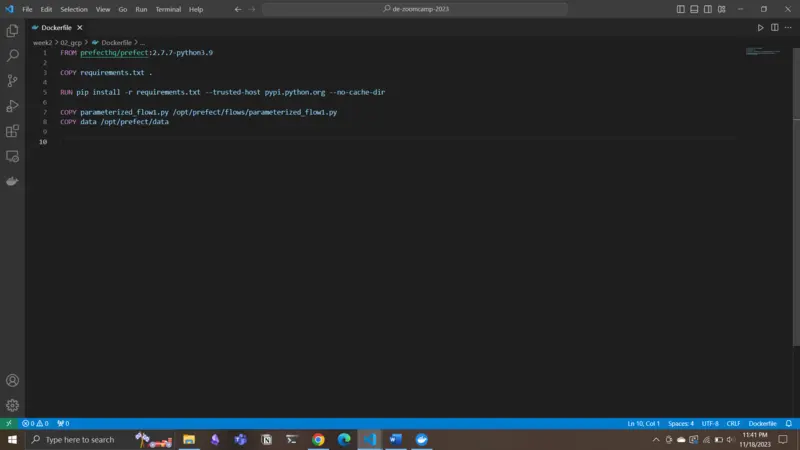 File Edit Selection View Go Run Terminal Help
de-zoomcamp-2023
Dockerfile
week2 > 02_gcp > Dockerfile > ...
1 FROM prefecthq/prefect:2.7.7-python3.9
2
3 COPY requirements.txt .
4
5 RUN pip install -r requirements.txt --trusted-host pypi.python.org --no-cache-dir
6
7 COPY parameterized_flow1.py /opt/prefect/flows/parameterized_flow1.py
8 COPY data /opt/prefect/data
9
10
0 0 0 Ln 10, Col 1 Spaces: 4 UTF-8 CRLF Dockerfile
Type here to search
11:41 PM
11/18/2023